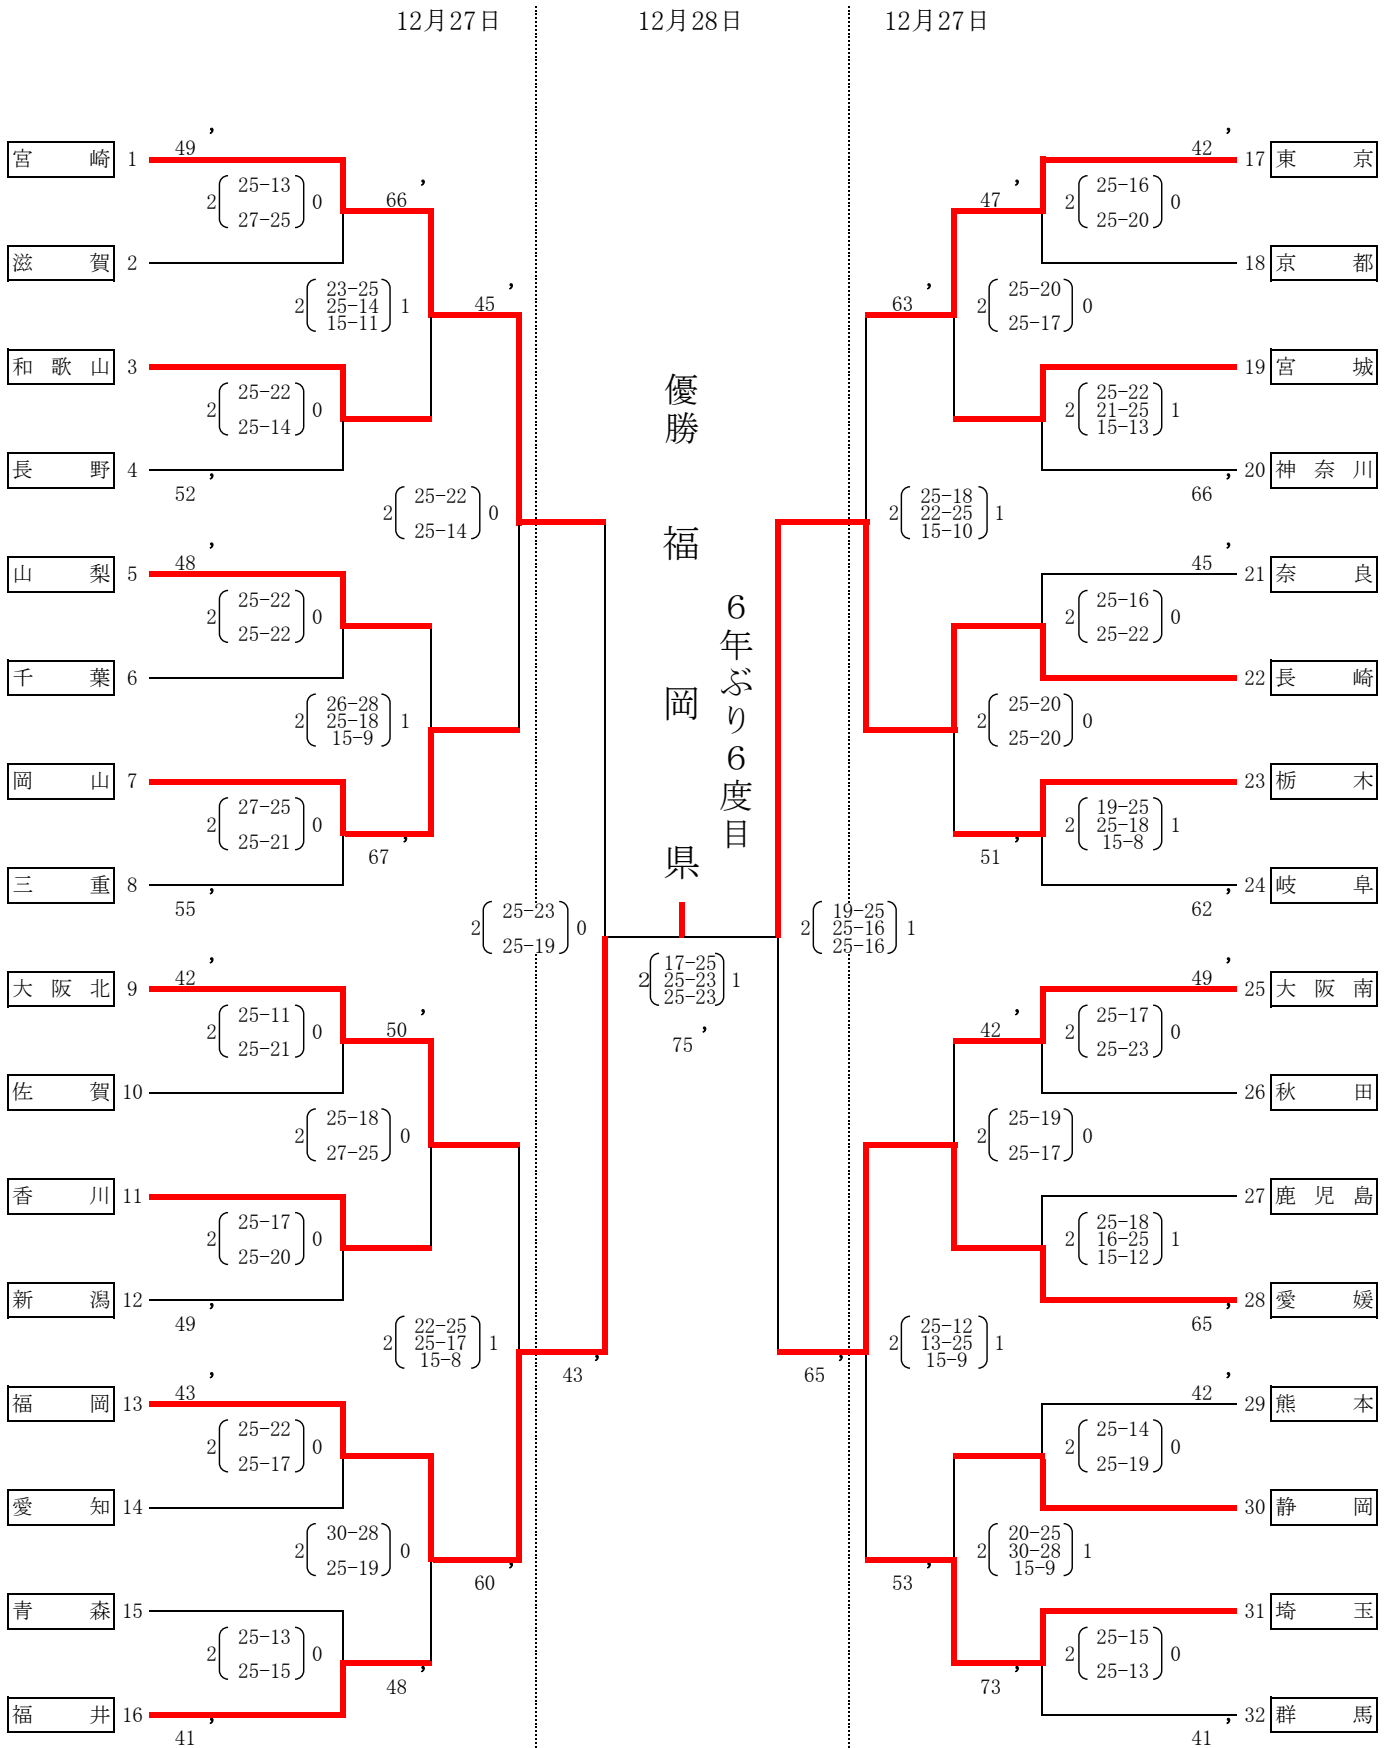 12月27日 12月28日 12月27日
49’ 42’
宮崎 1 17 東京
2 25-13 27-25 0 66’ 47’ 2 25-16 25-20 0
滋賀 2 18 京都
2 23-25 25-14 15-11 1 45’ 63’ 2 25-20 25-17 0
和歌山 3 19 宮城
2 25-22 25-14 0 2 25-22 21-25 15-13 1
長野 4 20 神奈川
52’ 66’
2 25-22 25-14 0 2 25-18 22-25 15-10 1
48’ 45’
山梨 5 21 奈良
2 25-22 25-22 0 2 25-16 25-22 0
千葉 6 22 長崎
2 26-28 25-18 15-9 1 2 25-20 25-20 0
岡山 7 23 栃木
2 27-25 25-21 0 2 19-25 25-18 15-8 1
67’ 51’
三重 8 24 岐阜
55’ 62’
優勝 福岡県
6年ぶり6度目
2 25-23 25-19 0 2 19-25 25-16 25-16 1
2 17-25 25-23 25-23 1
75’
42’ 49’
大阪北 9 25 大阪南
2 25-11 25-21 0 50’ 42’ 2 25-17 25-23 0
佐賀 10 26 秋田
2 25-18 27-25 0 2 25-19 25-17 0
香川 11 27 鹿児島
2 25-17 25-20 0 2 25-18 16-25 15-12 1
新潟 12 28 愛媛
49’ 65’
2 22-25 25-17 15-8 1 2 25-12 13-25 15-9 1
43’ 65’
43’ 42’
福岡 13 29 熊本
2 25-22 25-17 0 2 25-14 25-19 0
愛知 14 30 静岡
2 30-28 25-19 0 2 20-25 30-28 15-9 1
60’ 53’
青森 15 31 埼玉
2 25-13 25-15 0 2 25-15 25-13 0
48’ 73’
福井 16 32 群馬
41’ 41’